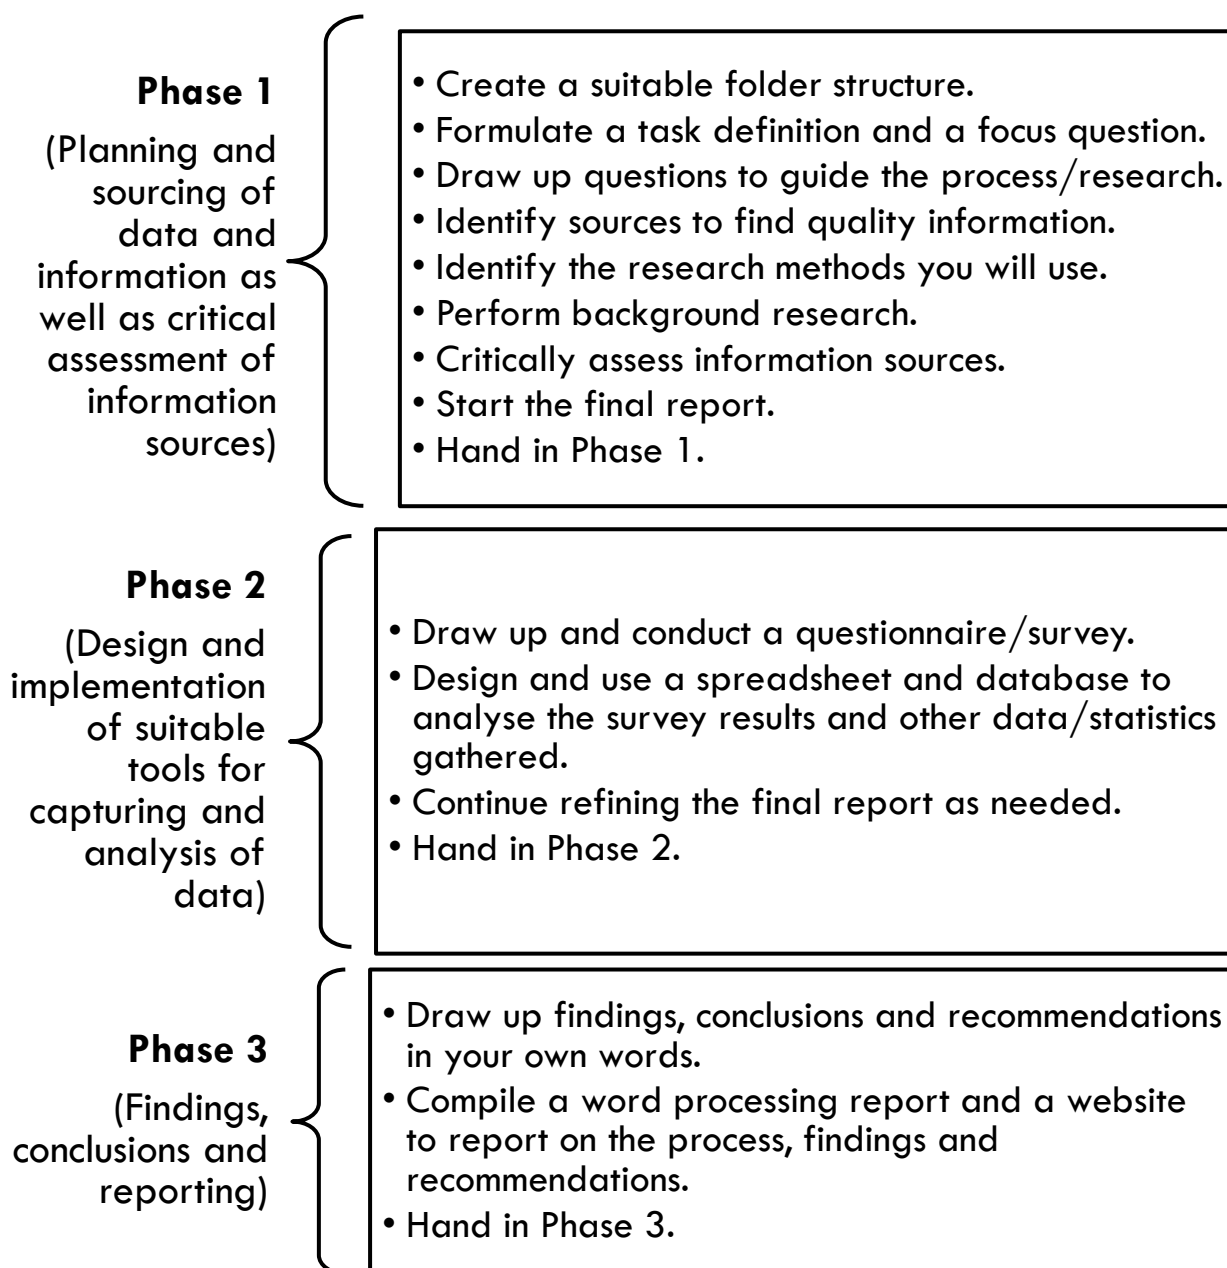 Phase 1
(Planning and
sourcing of
data and
information as
well as critical
assessment of
information
sources)
• Create a suitable folder structure.
• Formulate a task definition and a focus question.
• Draw up questions to guide the process/research.
• Identify sources to find quality information.
• Identify the research methods you will use.
• Perform background research.
• Critically assess information sources.
• Start the final report.
• Hand in Phase 1.
Phase 2
(Design and
implementation
of suitable
tools for
capturing and
analysis of
data)
• Draw up and conduct a questionnaire/survey.
• Design and use a spreadsheet and database to
analyse the survey results and other data/statistics
gathered.
• Continue refining the final report as needed.
• Hand in Phase 2.
Phase 3
(Findings,
conclusions and
reporting)
• Draw up findings, conclusions and recommendations
in your own words.
• Compile a word processing report and a website
to report on the process, findings and
recommendations.
• Hand in Phase 3.